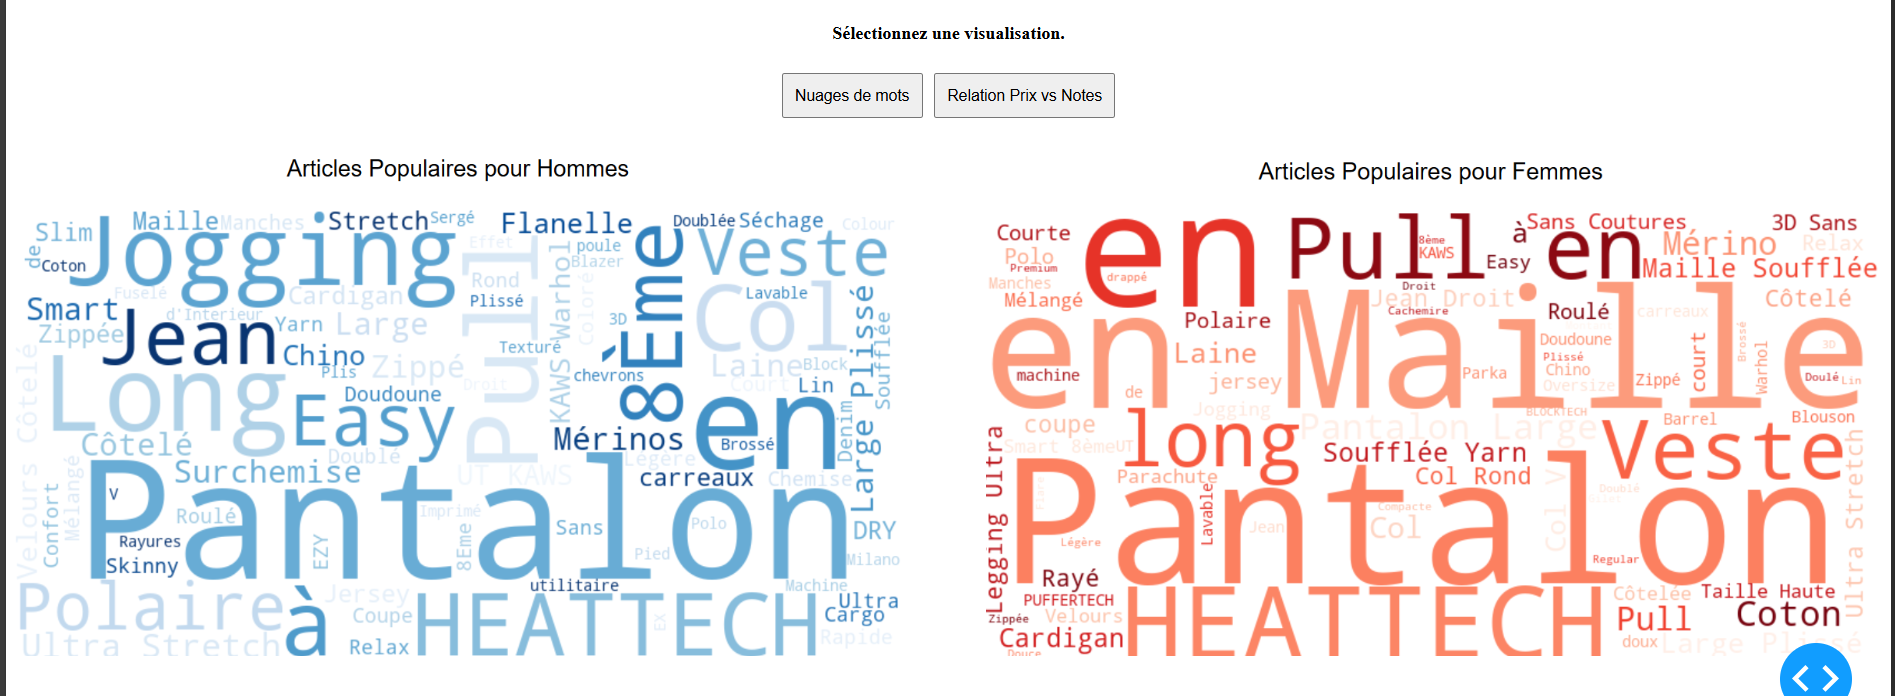 Sélectionnez une visualisation.
Nuages de mots
Relation Prix vs Notes
Articles Populaires pour Hommes
Slim
Maille
Manches
Stretch
Sergé
Flanelle
Doublée
Séchage
Colour
de
Coton
Jogging
Effet
poule
Blazer
Veste
Rond
Plissé
Fuselé
Cardigan
Pull
KAWS Warhol
Coloré
8Ème
Lavable
Col
Smart
d'Interieur
Zippée
Jean
Yarn
Large
3D
Chino
Texturé
Plis
Zippé
chevrons
Laine
Block
Large Plissé
Soufflée
Droit
Court
Lin
Long
Doudoune
Easy
Velours Côtelé
Côtelé
Doublé
Mérinos
en
Brossé
Denim
Mélangé
Surchemise
UT KAWS
Légère
carreaux
Chemise
V
Confort
Pantalon
Roulé
Imprimé
Sans
Polo
DRY
Rayures
EZY
8Eme
Pied
Milano
Skinny
utilitaire
Machine
Polaire
à
Jersey
Coupe
HEATTECH
EX
Ultra
Cargo
Ultra Stretch
Relax
Rapide
Articles Populaires pour Femmes
Courte
en
Pull
8ème
KAWS
à
Sans Coutures
3D Sans
Polo
Premium
drappé
Easy
en
Mérino
Relax
Manches
Maille Soufflée
Mélangé
Droit
Jean Droit
Cachemire
Roulé
Côtelé
Polaire
carreaux
en
Maille
Laine
Doudoune
Brossé
3D
machine
jersey
Plissé
Chino
Parka
Oversize
Zippé
court
Warhol
Doulé
Lin
de
Jogging
BLOCKTECH
Barrel
Blouson
coupe
long
Pantalon Large
Veste
Smart 8ème
UT
Soufflée Yarn
Parachute
Col Rond
Legging Ultra
Pantalon
Lavable
Jean
Compacte
Col
Col V
Doublé
Ultra Stretch
Légère
Regular
Rayé
PUFFERTECH
HEATTECH
Côtelée
Taille Haute
Zippée
Velours
Pull
Coton
Cardigan
doux
Large Plissé
Douce